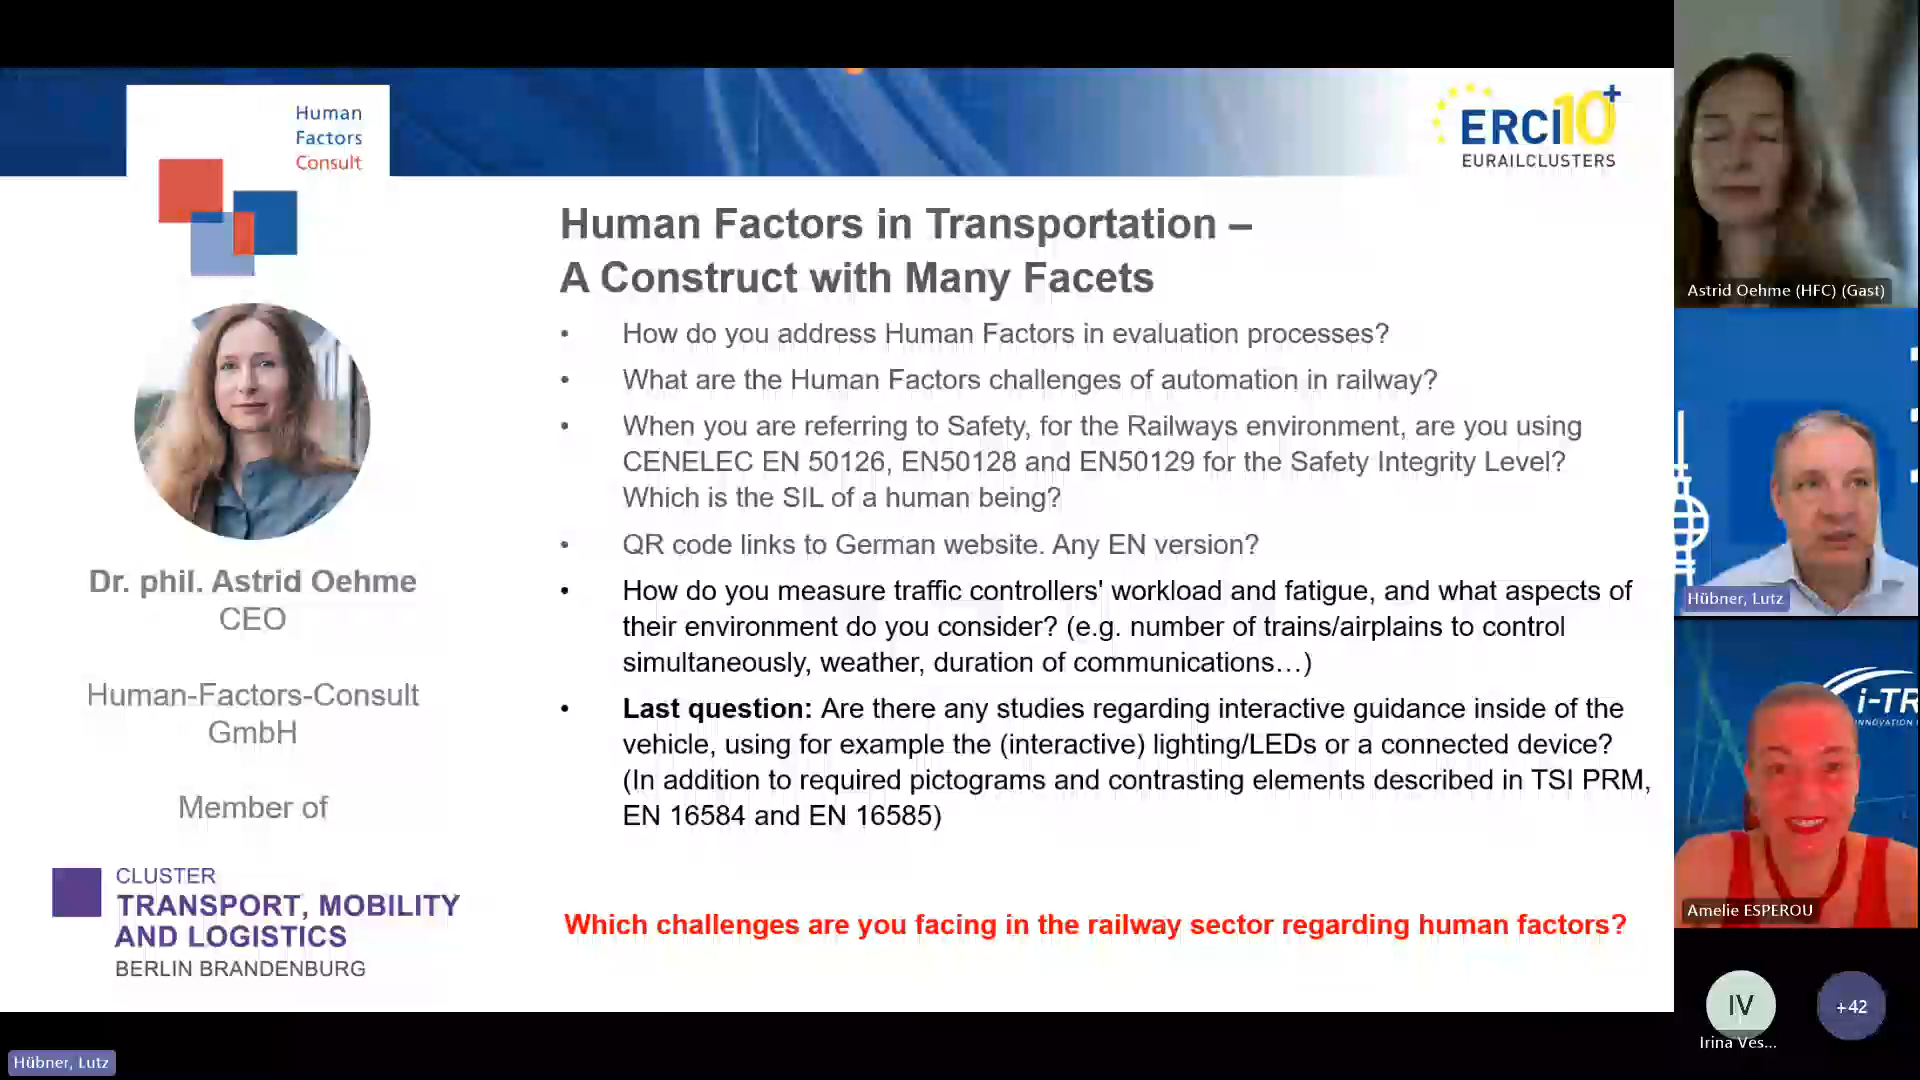 Human
Factors
Consult
ERCI10+
EURAILCLUSTERS
Human Factors in Transportation –
A Construct with Many Facets
• How do you address Human Factors in evaluation processes?
• What are the Human Factors challenges of automation in railway?
• When you are referring to Safety, for the Railways environment, are you using
CENELEC EN 50126, EN50128 and EN50129 for the Safety Integrity Level?
Which is the SIL of a human being?
• QR code links to German website. Any EN version?
• How do you measure traffic controllers' workload and fatigue, and what aspects of
their environment do you consider? (e.g. number of trains/airplains to control
simultaneously, weather, duration of communications…)
• Last question: Are there any studies regarding interactive guidance inside of the
vehicle, using for example the (interactive) lighting/LEDs or a connected device?
(In addition to required pictograms and contrasting elements described in TSI PRM,
EN 16584 and EN 16585)
Which challenges are you facing in the railway sector regarding human factors?
Dr. phil. Astrid Oehme
CEO
Human-Factors-Consult
GmbH
Member of
CLUSTER
TRANSPORT, MOBILITY
AND LOGISTICS
BERLIN BRANDENBURG
Astrid Oehme (HFC) (Gast)
Hübner, Lutz
i-TR
INNOVATION
Amelie ESPEROU
IV
Irina Ves...
+42
Hübner, Lutz